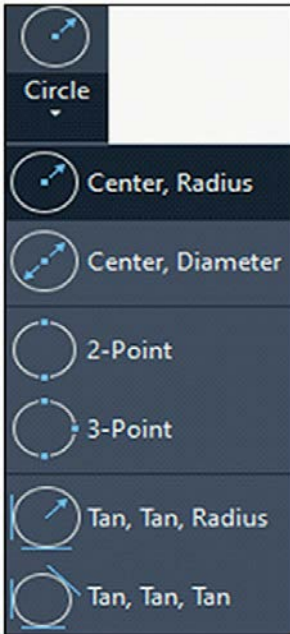 Circle
Center, Radius
Center, Diameter
2-Point
3-Point
Tan, Tan, Radius
Tan, Tan, Tan